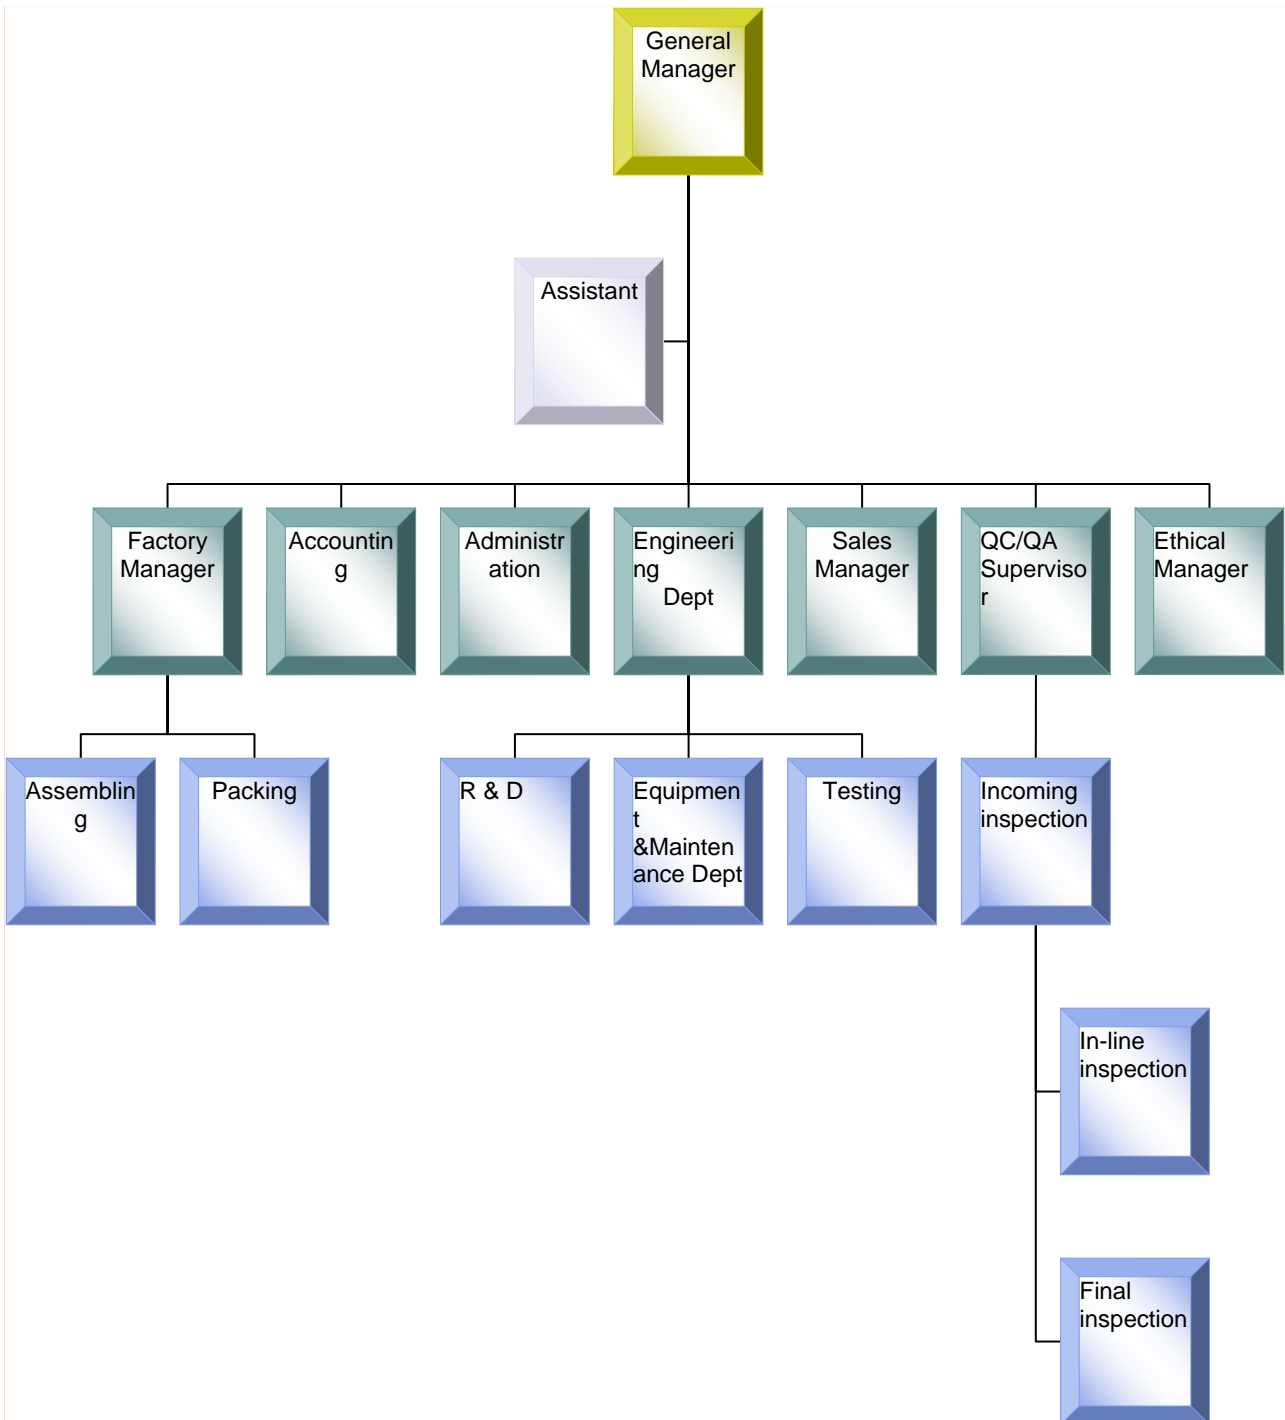 General
Manager
Assistant
Factory
Manager
Accountin
g
Administr
ation
Engineeri
ng
Dept
Sales
Manager
QC/QA
Superviso
r
Ethical
Manager
Assemblin
g
Packing
R & D
Equipmen
t
&Mainten
ance Dept
Testing
Incoming
inspection
In-line
inspection
Final
inspection